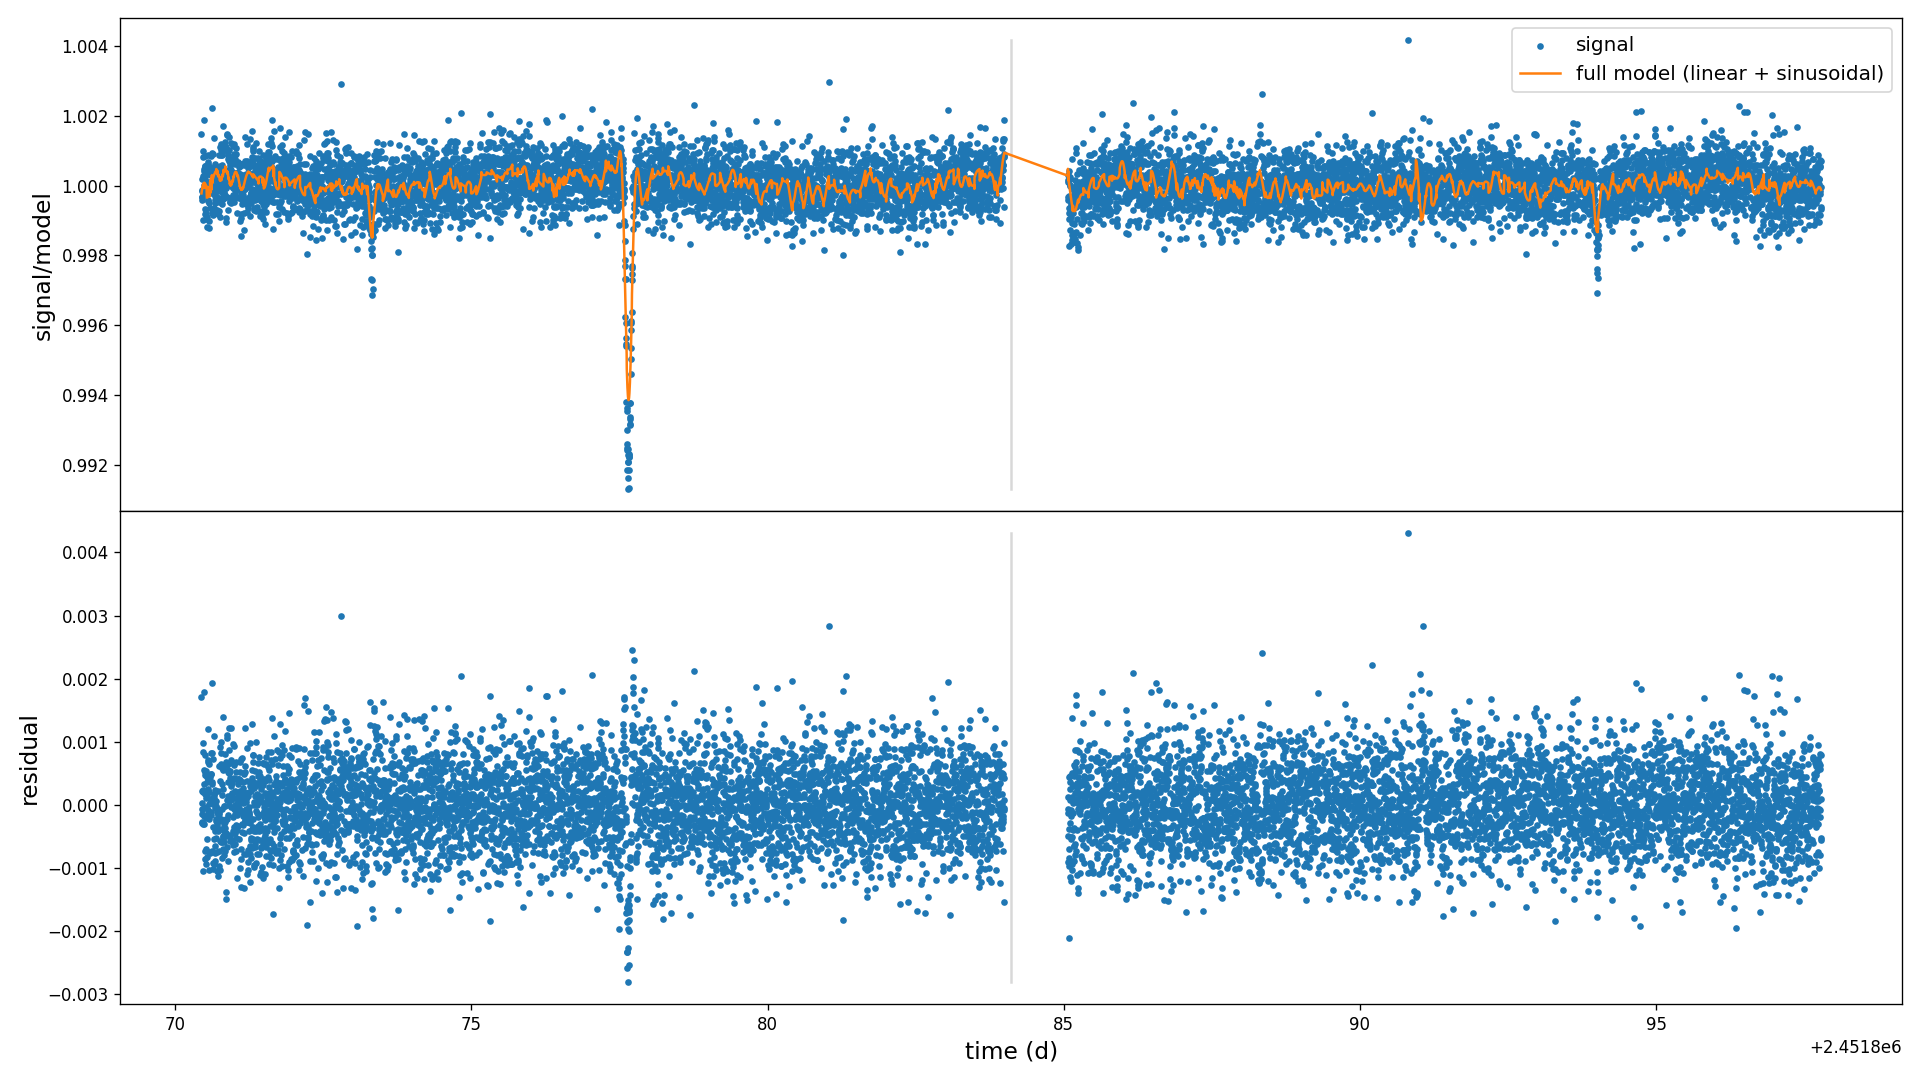 signal/model
1.004
1.002
1.000
0.998
0.996
0.994
0.992
signal
full model (linear + sinusoidal)
residual
0.004
0.003
0.002
0.001
0.000
−0.001
−0.002
−0.003
70 75 80 85 90 95
time (d)
+2.4518e6